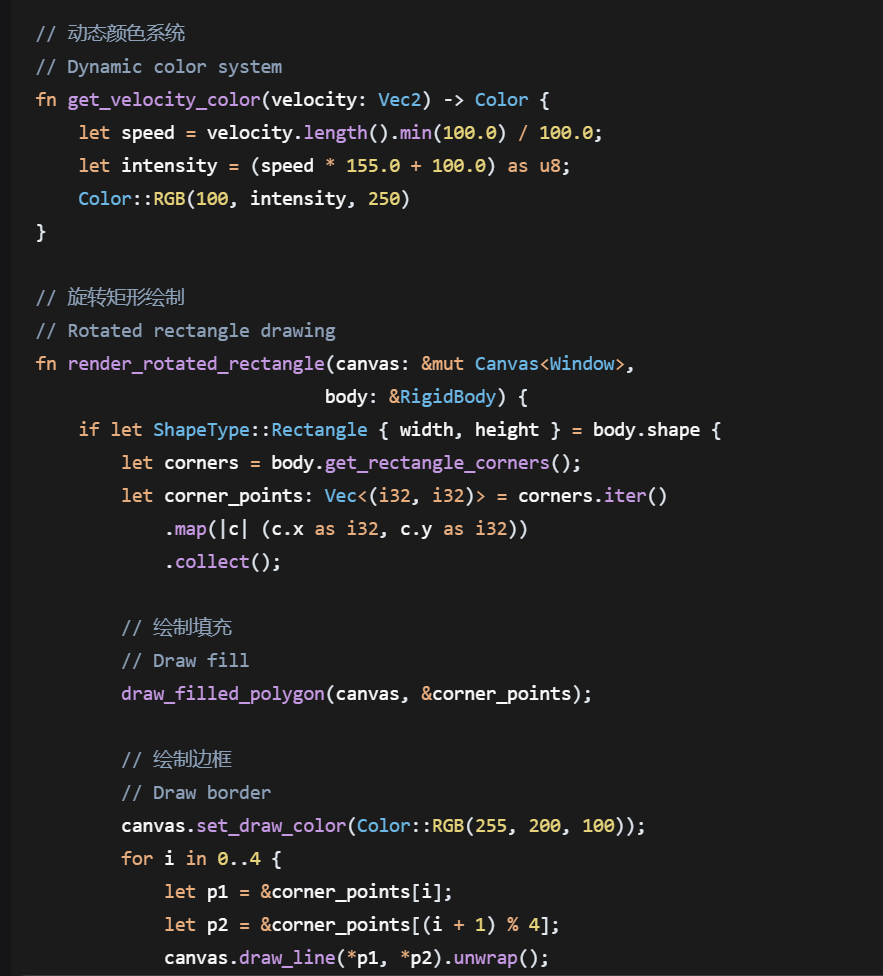 // 动态颜色系统
// Dynamic color system
fn get_velocity_color(velocity: Vec2) -> Color {
    let speed = velocity.length().min(100.0) / 100.0;
    let intensity = (speed * 155.0 + 100.0) as u8;
    Color::RGB(100, intensity, 250)
}

// 旋转矩形绘制
// Rotated rectangle drawing
fn render_rotated_rectangle(canvas: &mut Canvas<Window>,
                           body: &RigidBody) {
    if let ShapeType::Rectangle { width, height } = body.shape {
        let corners = body.get_rectangle_corners();
        let corner_points: Vec<(i32, i32)> = corners.iter()
            .map(|c| (c.x as i32, c.y as i32))
            .collect();

        // 绘制填充
        // Draw fill
        draw_filled_polygon(canvas, &corner_points);

        // 绘制边框
        // Draw border
        canvas.set_draw_color(Color::RGB(255, 200, 100));
        for i in 0..4 {
            let p1 = &corner_points[i];
            let p2 = &corner_points[(i + 1) % 4];
            canvas.draw_line(*p1, *p2).unwrap();